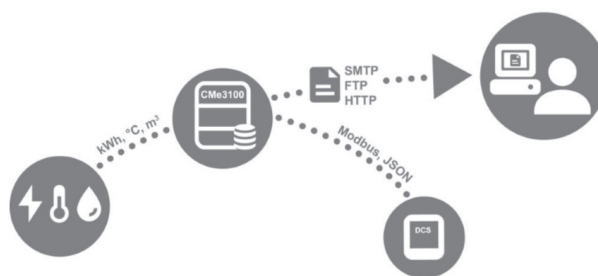 kWh, °C, m³
CMe3100
SMTP
FTP
HTTP
Modbus, JSON
DCS